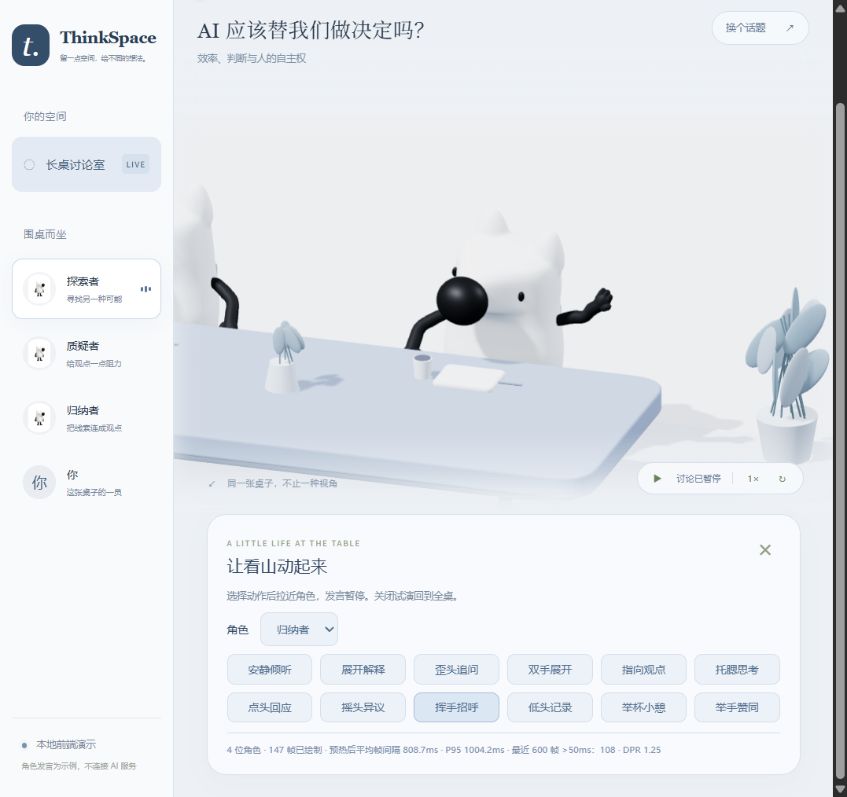 t.
ThinkSpace
留一点空间，给不同的想法。
你的空间
长桌讨论室
LIVE
围桌而坐
探索者
寻找另一种可能
质疑者
给观点一点阻力
归纳者
把线索连成观点
你
你
这张桌子的一员
本地前端演示
角色发言为示例，不连接 AI 服务
AI 应该替我们做决定吗？
效率、判断与人的自主权
换个话题 ↗
↙ 同一张桌子，不止一种视角
▶ 讨论已暂停 1× ↻
A LITTLE LIFE AT THE TABLE
让看山动起来
选择动作后拉近角色，发言暂停。关闭试演回到全桌。
角色 归纳者
安静倾听 展开解释 歪头追问 双手展开 指向观点 托腮思考
点头回应 摇头异议 挥手招呼 低头记录 举杯小憩 举手赞同
4 位角色 · 147 帧已绘制 · 预热后平均帧间隔 808.7ms · P95 1004.2ms · 最近 600 帧 >50ms：108 · DPR 1.25